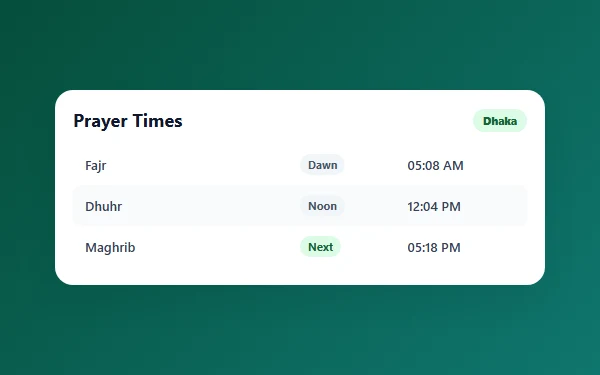 Prayer Times Dhaka
Fajr Dawn 05:08 AM
Dhuhr Noon 12:04 PM
Maghrib Next 05:18 PM